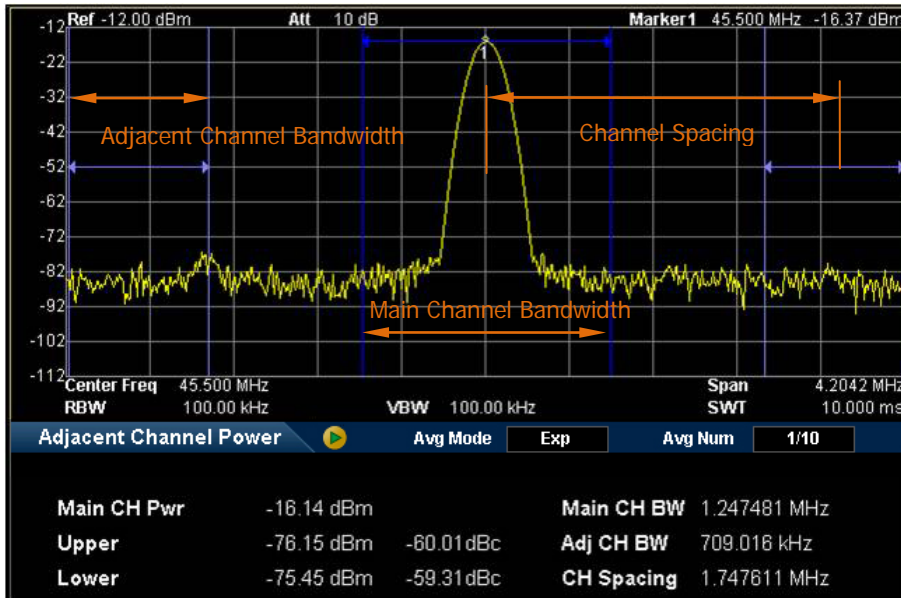 Ref -12.00 dBm Att 10 dB Marker1 45.500 MHz -16.37 dBm
-12
1
-22
-32
Adjacent Channel Bandwidth Channel Spacing
-42
-52
-62
-72
-82
-92
Main Channel Bandwidth
-102
-112
Center Freq 45.500 MHz Span 4.2042 MHz
RBW 100.00 kHz VBW 100.00 kHz SWT 10.000 ms
Adjacent Channel Power Avg Mode Exp Avg Num 1/10
Main CH Pwr -16.14 dBm Main CH BW 1.247481 MHz
Upper -76.15 dBm -60.01dBc Adj CH BW 709.016 kHz
Lower -75.45 dBm -59.31dBc CH Spacing 1.747611 MHz